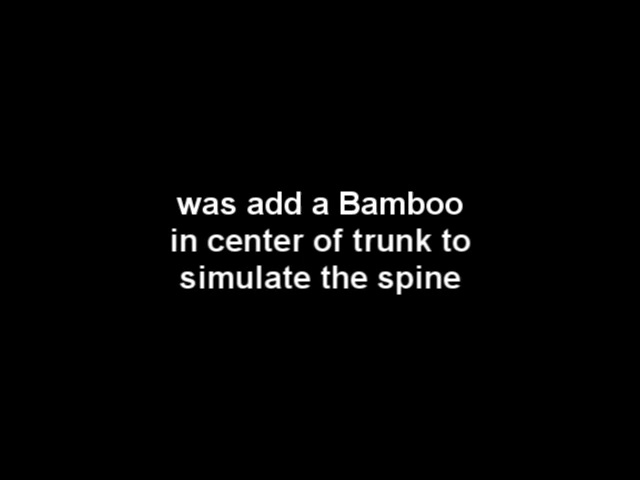 was add a Bamboo
in center of trunk to
simulate the spine